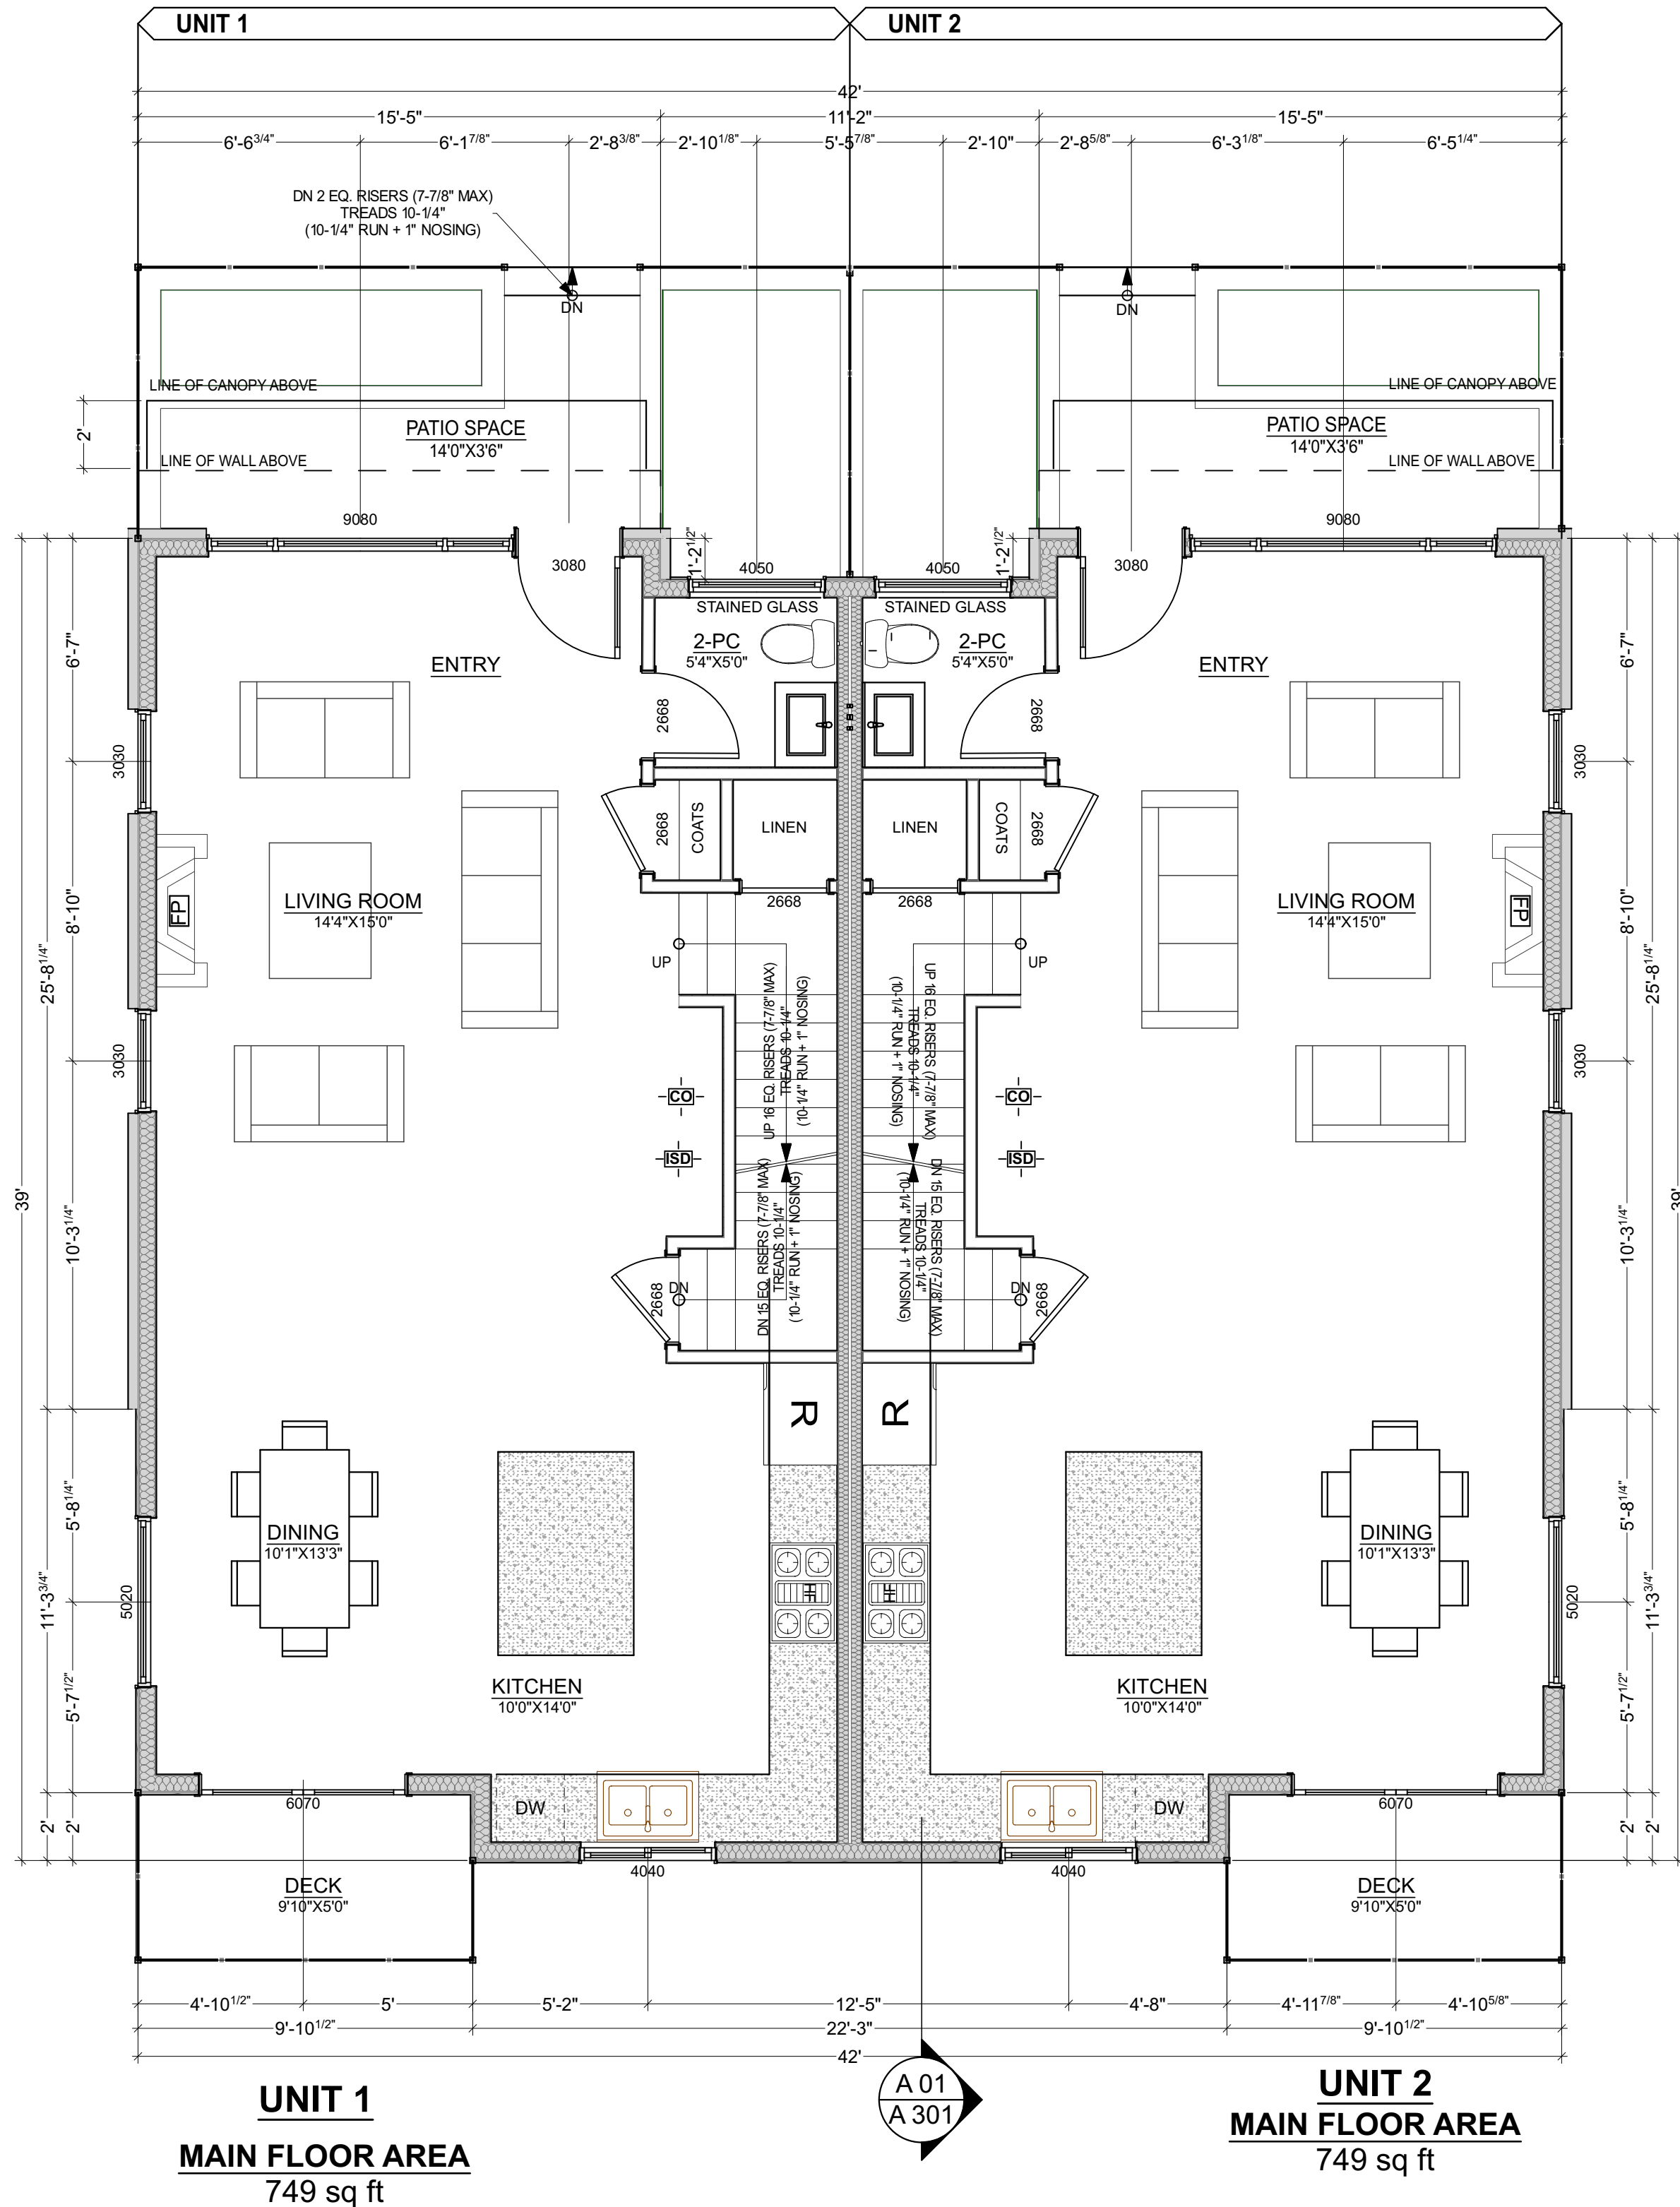 UNIT 1
UNIT 2
42'
15'-5"
11'-2"
15'-5"
6'-6 3/4"
6'-1 7/8"
2'-8 3/8"
2'-10 1/8"
5'-5 7/8"
2'-10"
2'-8 5/8"
6'-3 1/8"
6'-5 1/4"
DN 2 EQ. RISERS (7-7/8" MAX)
TREADS 10-1/4"
(10-1/4" RUN + 1" NOSING)
DN
DN
LINE OF CANOPY ABOVE
LINE OF CANOPY ABOVE
2'
PATIO SPACE
14'0"X3'6"
PATIO SPACE
14'0"X3'6"
LINE OF WALL ABOVE
LINE OF WALL ABOVE
9080
9080
1'-2 1/2"
1'-2 1/2"
3080
4050
4050
3080
STAINED GLASS
STAINED GLASS
2-PC
5'4"X5'0"
2-PC
5'4"X5'0"
6'-7"
ENTRY
ENTRY
6'-7"
2668
2668
3030
3030
2668
COATS
LINEN
LINEN
COATS
2668
8'-10"
FP
LIVING ROOM
14'4"X15'0"
2668
2668
LIVING ROOM
14'4"X15'0"
FP
8'-10"
25'-8 1/4"
25'-8 1/4"
UP
UP
UP 16 EQ. RISERS (7-7/8" MAX)
TREADS 10-1/4"
(10-1/4" RUN + 1" NOSING)
UP 16 EQ. RISERS (7-7/8" MAX)
TREADS 10-1/4"
(10-1/4" RUN + 1" NOSING)
3030
3030
CO
CO
ISD
ISD
39'
39'
10'-3 1/4"
10'-3 1/4"
DN 15 EQ. RISERS (7-7/8" MAX)
TREADS 10-1/4"
(10-1/4" RUN + 1" NOSING)
DN 15 EQ. RISERS (7-7/8" MAX)
TREADS 10-1/4"
(10-1/4" RUN + 1" NOSING)
2668
DN
DN
2668
R
R
5'-8 1/4"
5'-8 1/4"
DINING
10'1"X13'3"
DINING
10'1"X13'3"
11'-3 3/4"
5020
HF
HF
5020
11'-3 3/4"
5'-7 1/2"
KITCHEN
10'0"X14'0"
KITCHEN
10'0"X14'0"
5'-7 1/2"
6070
DW
DW
6070
2'
2'
2'
2'
4040
4040
DECK
9'10"X5'0"
DECK
9'10"X5'0"
4'-10 1/2"
5'
5'-2"
12'-5"
4'-8"
4'-11 7/8"
4'-10 5/8"
9'-10 1/2"
22'-3"
9'-10 1/2"
42'
A 01
A 301
UNIT 1
MAIN FLOOR AREA
749 sq ft
UNIT 2
MAIN FLOOR AREA
749 sq ft